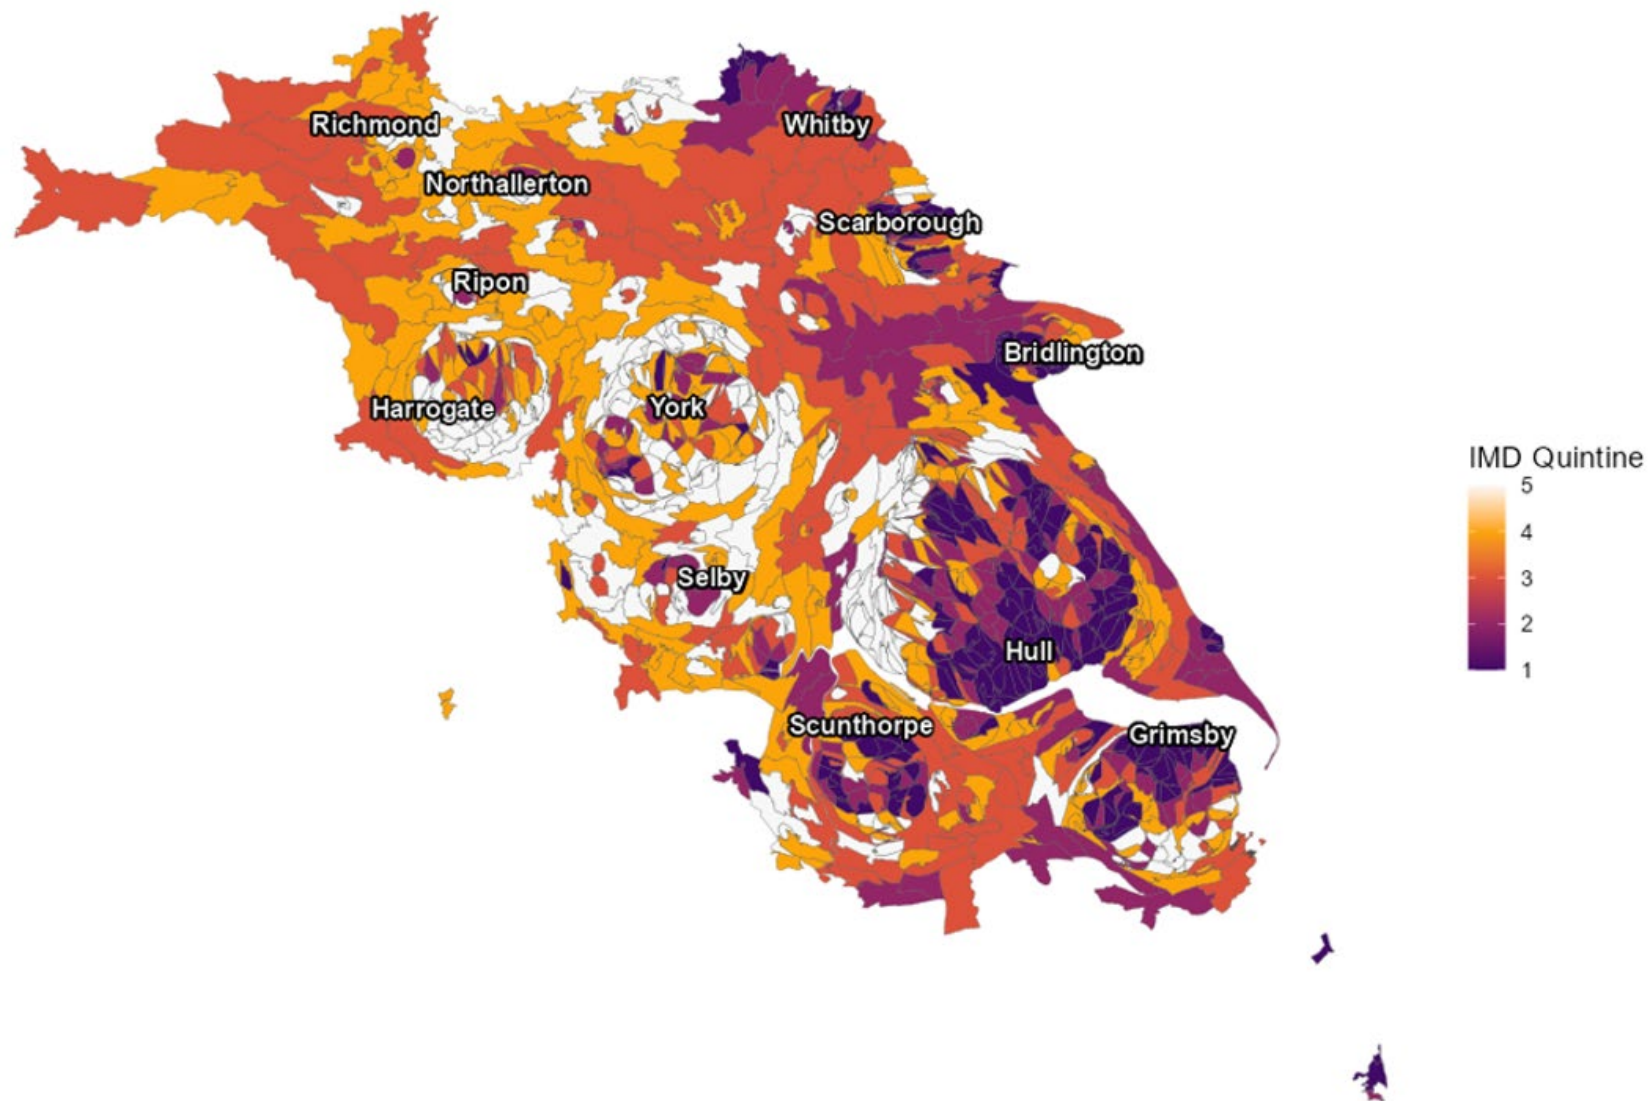 Richmond
Whitby
Northallerton
Scarborough
Ripon
Bridlington
Harrogate
York
IMD Quintine
5
4
3
2
1
Selby
Hull
Scunthorpe
Grimsby